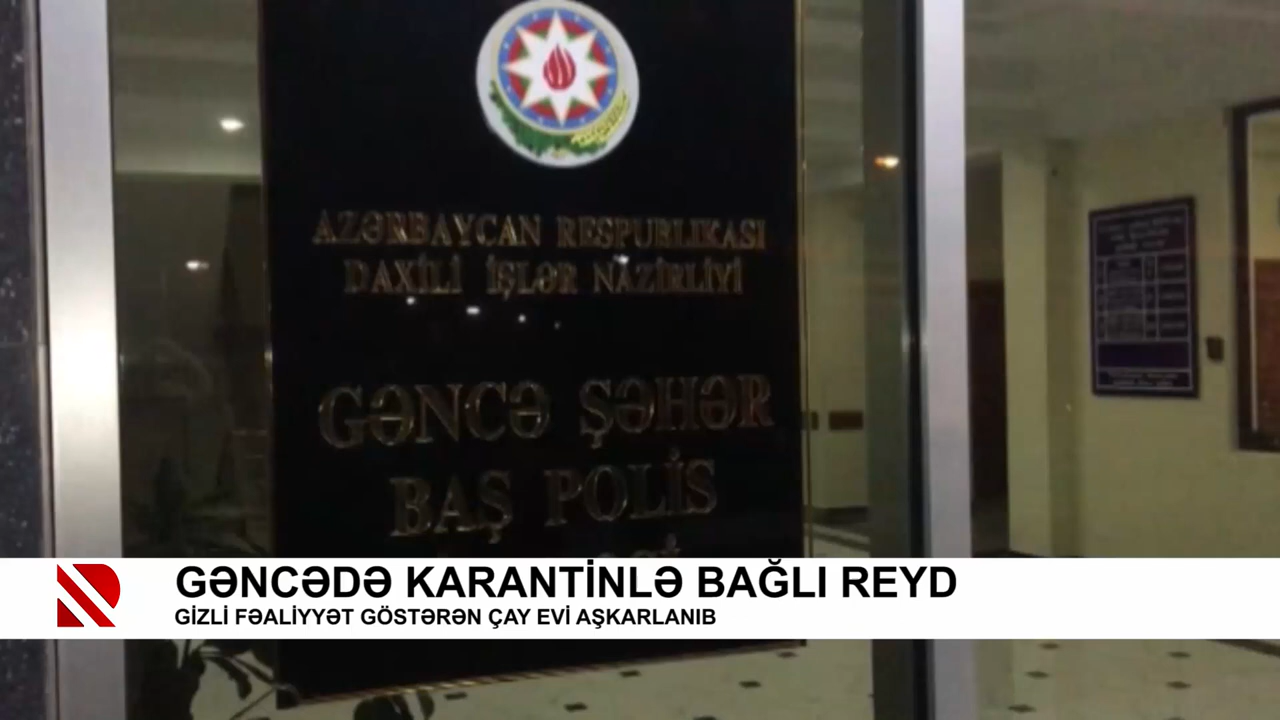 AZƏRBAYCAN RESPUBLIKASI
DAXİLİ İŞLƏR NAZİRLİYİ
GƏNCƏ ŞƏHƏR
BAŞ POLİS
GƏNCƏDƏ KARANTİNLƏ BAĞLI REYD
GİZLİ FƏALİYYƏT GÖSTƏRƏN ÇAY EVİ AŞKARLANIB